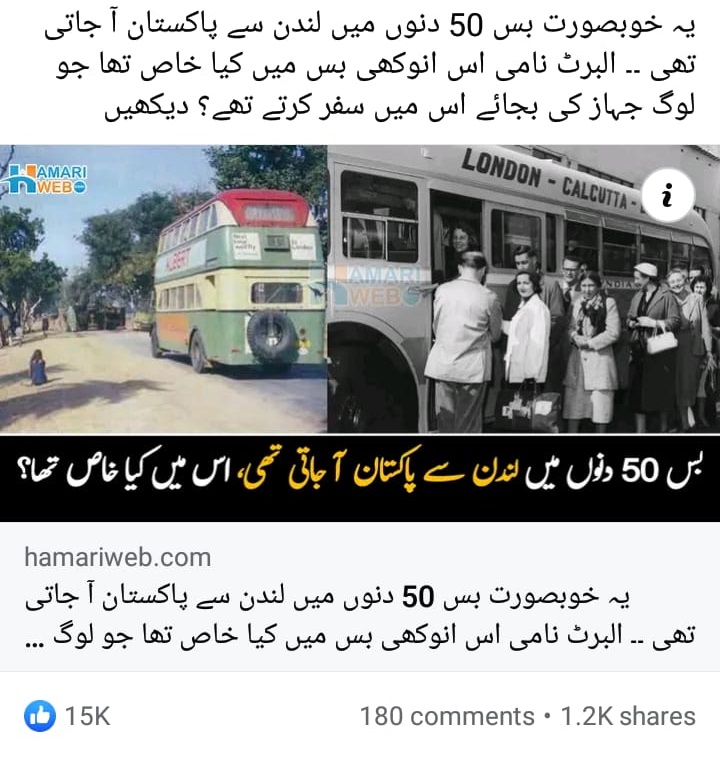 یہ خوبصورت بس 50 دنوں میں لندن سے پاکستان آ جاتی
تھی .. البرٹ نامی اس انوکھی بس میں کیا خاص تھا جو
لوگ جہاز کی بجائے اس میں سفر کرتے تھے؟ دیکھیں
HAMARI
WEB
ALBERT
LONDON - CALCUTTA -
INDIA
HAMARI
WEB
بس 50 دنوں میں لندن سے پاکستان آ جاتی تھی، اس میں کیا خاص تھا؟
hamariweb.com
یہ خوبصورت بس 50 دنوں میں لندن سے پاکستان آ جاتی
تھی .. البرٹ نامی اس انوکھی بس میں کیا خاص تھا جو لوگ ...
15K
180 comments • 1.2K shares